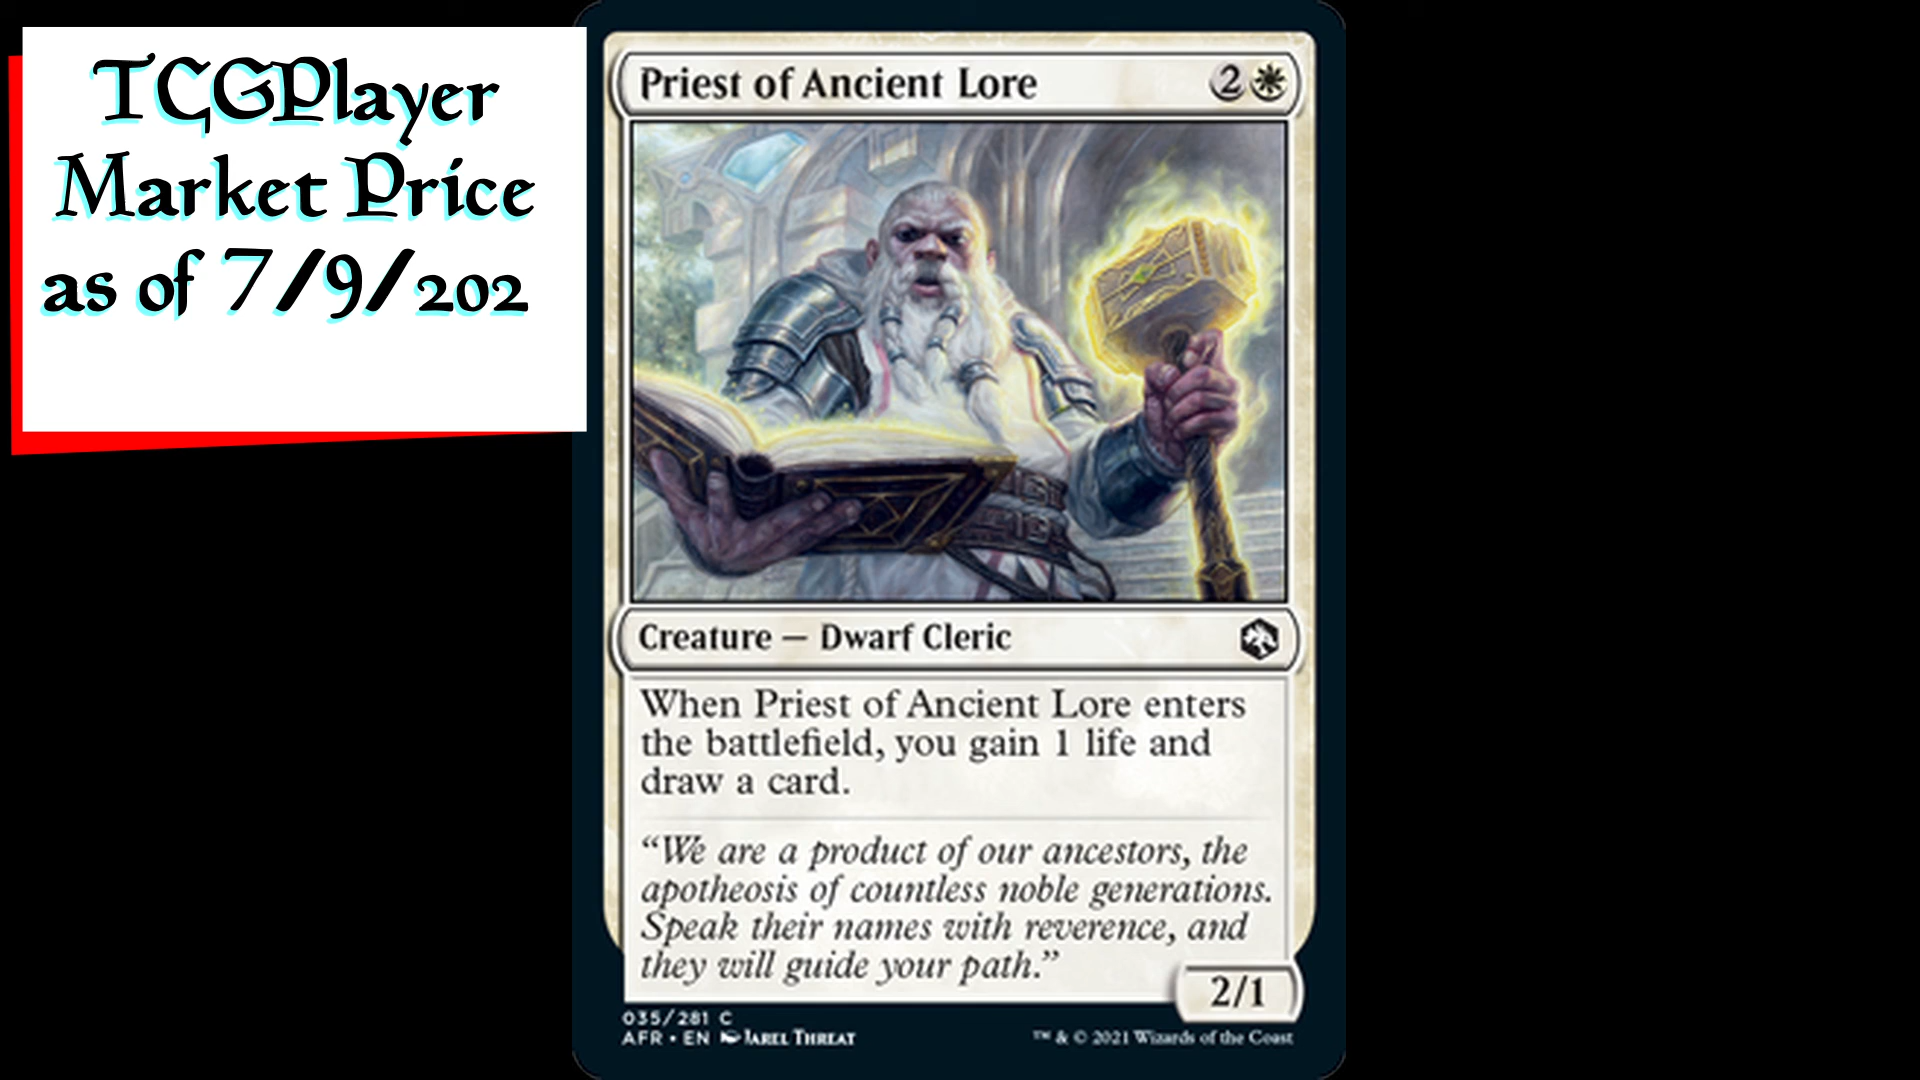 TCGPlayer
Market Price
as of 7/9/202
Priest of Ancient Lore 2
Creature — Dwarf Cleric
When Priest of Ancient Lore enters
the battlefield, you gain 1 life and
draw a card.
“We are a product of our ancestors, the
apotheosis of countless noble generations.
Speak their names with reverence, and
they will guide your path.”
2/1
035/281 C
AFR • EN JAREL THREAT
™ & © 2021 Wizards of the Coast